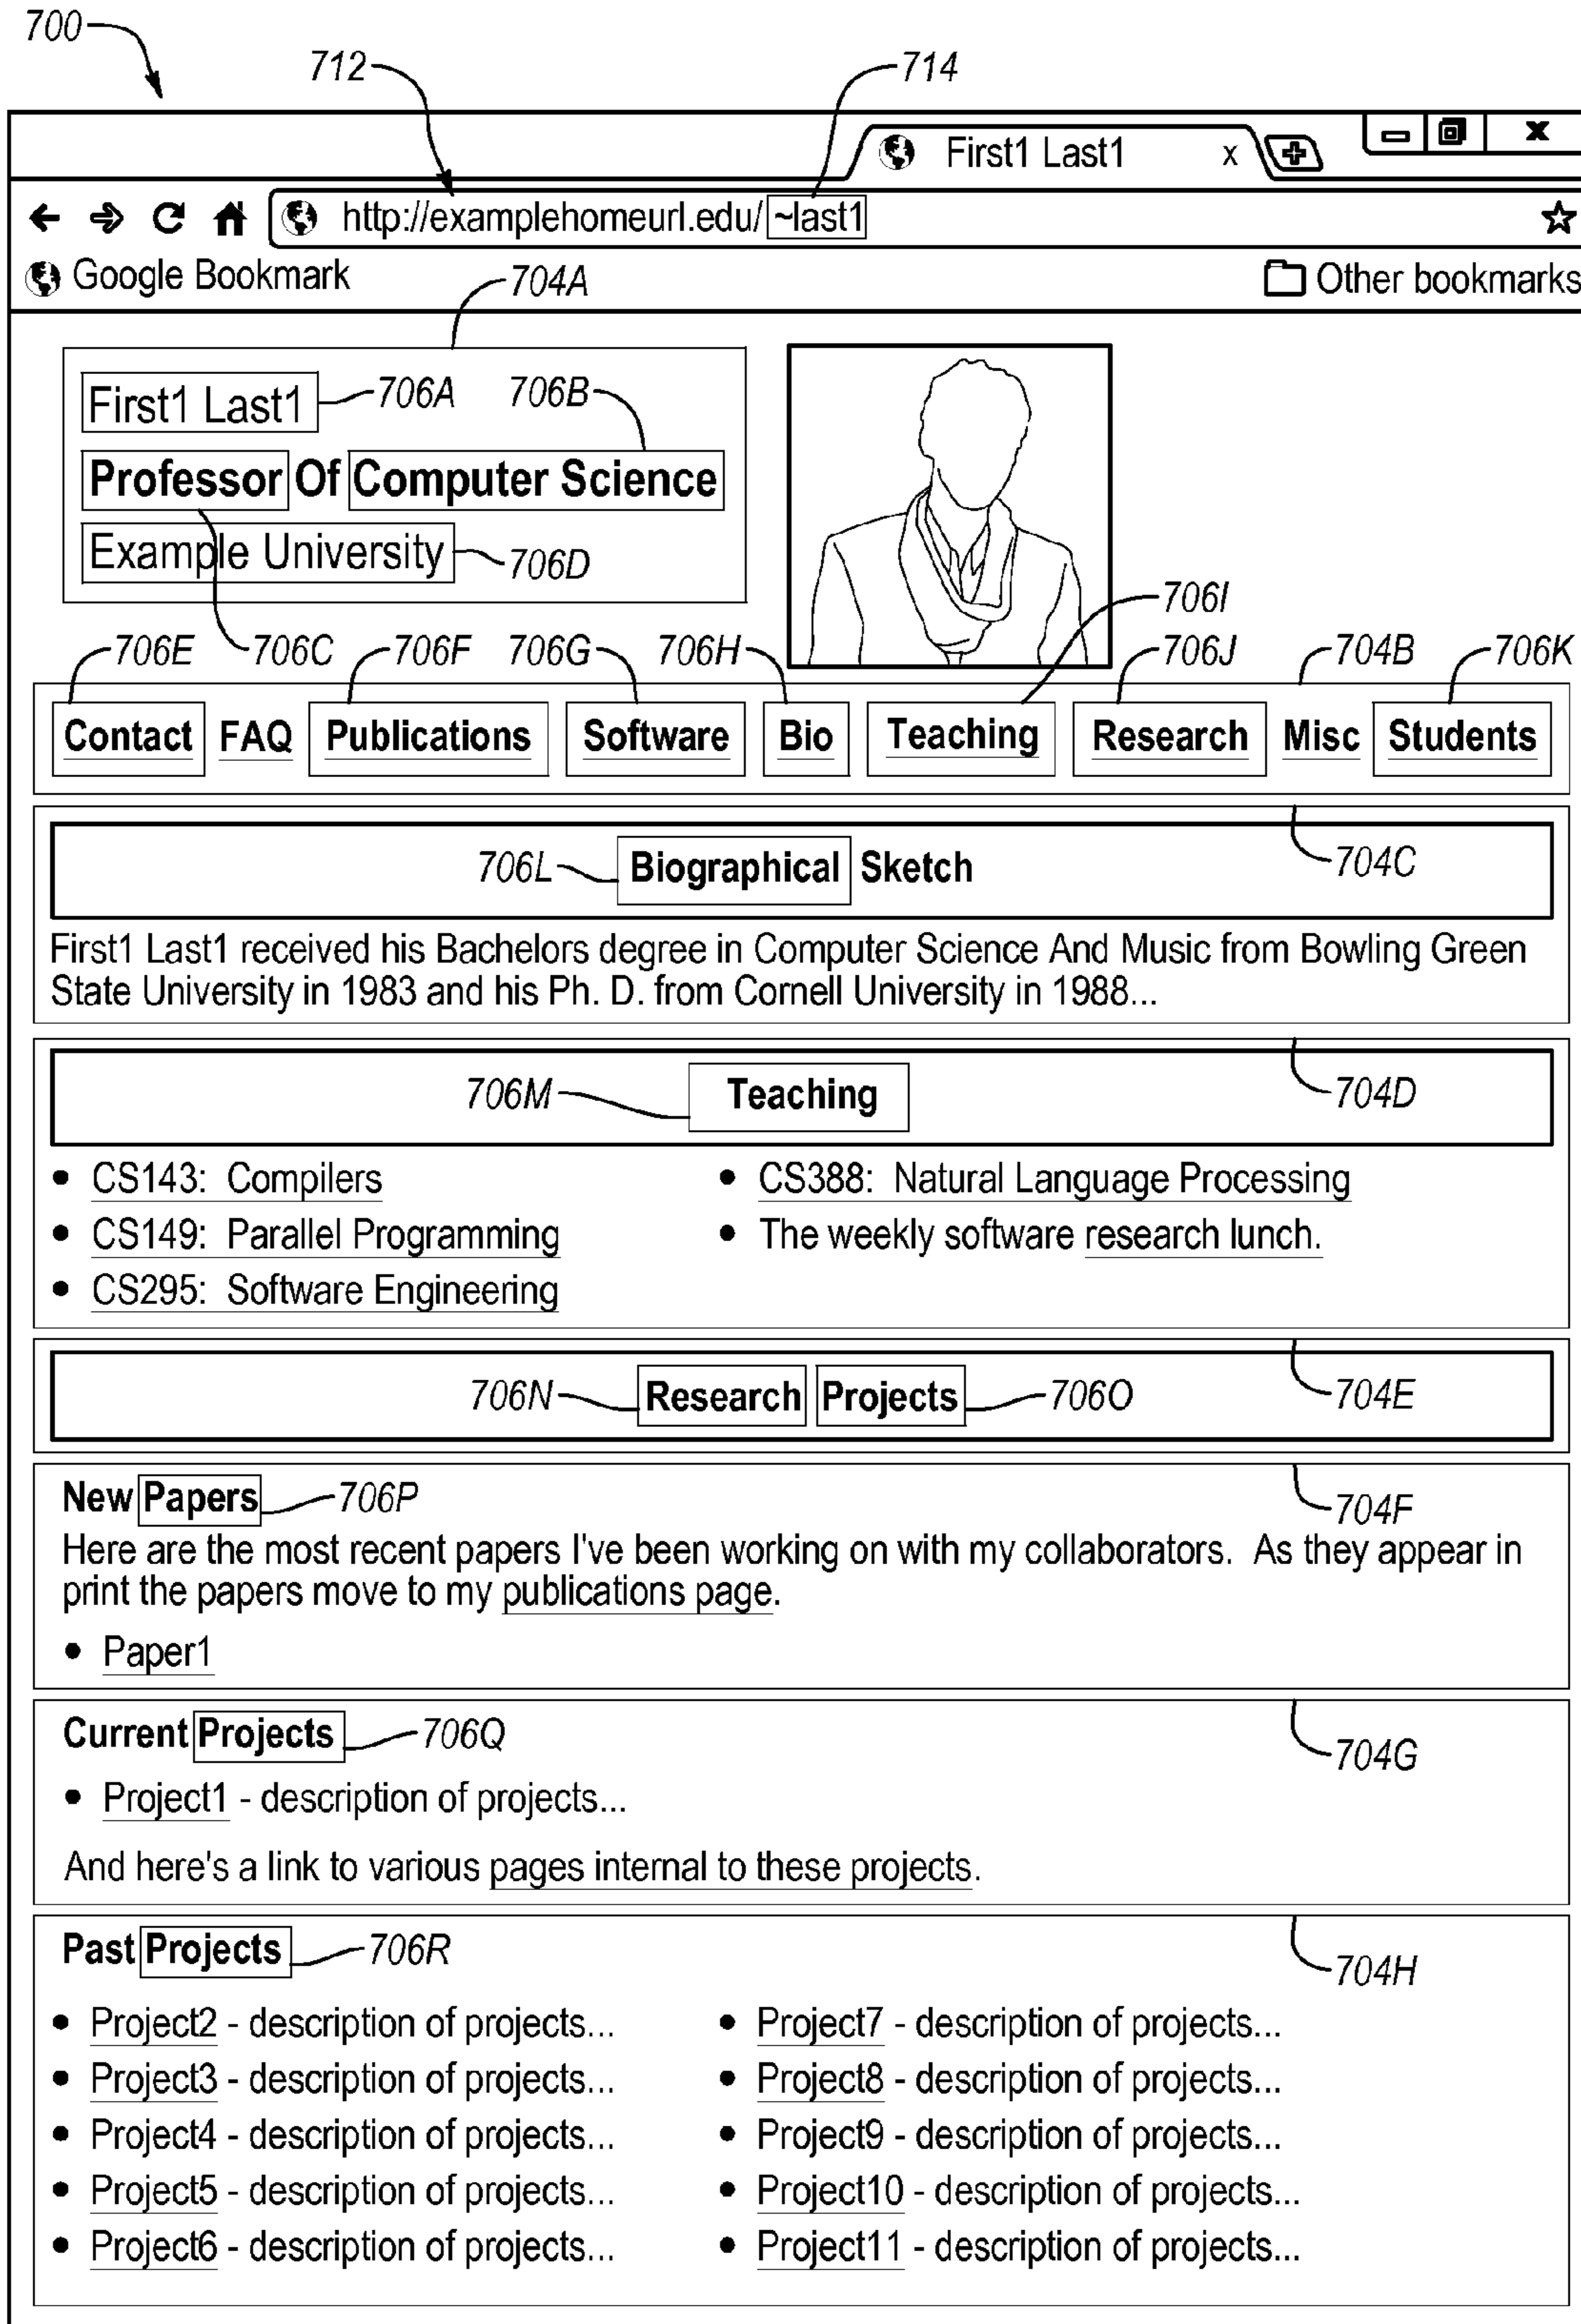 700
712
714
First1 Last1 x
http://examplehomeurl.edu/ ~last1
Google Bookmark
Other bookmarks
704A
First1 Last1
706A
706B
Professor Of Computer Science
Example University
706D
706I
706E
706C
706F
706G
706H
706J
704B
706K
Contact FAQ Publications Software Bio Teaching Research Misc Students
706L
Biographical Sketch
704C
First1 Last1 received his Bachelors degree in Computer Science And Music from Bowling Green
State University in 1983 and his Ph. D. from Cornell University in 1988...
706M
Teaching
704D
• CS143: Compilers
• CS149: Parallel Programming
• CS295: Software Engineering
• CS388: Natural Language Processing
• The weekly software research lunch.
706N
Research Projects
706O
704E
New Papers
706P
704F
Here are the most recent papers I've been working on with my collaborators. As they appear in
print the papers move to my publications page.
• Paper1
Current Projects
706Q
704G
• Project1 - description of projects...
And here's a link to various pages internal to these projects.
Past Projects
706R
704H
• Project2 - description of projects...
• Project3 - description of projects...
• Project4 - description of projects...
• Project5 - description of projects...
• Project6 - description of projects...
• Project7 - description of projects...
• Project8 - description of projects...
• Project9 - description of projects...
• Project10 - description of projects...
• Project11 - description of projects...